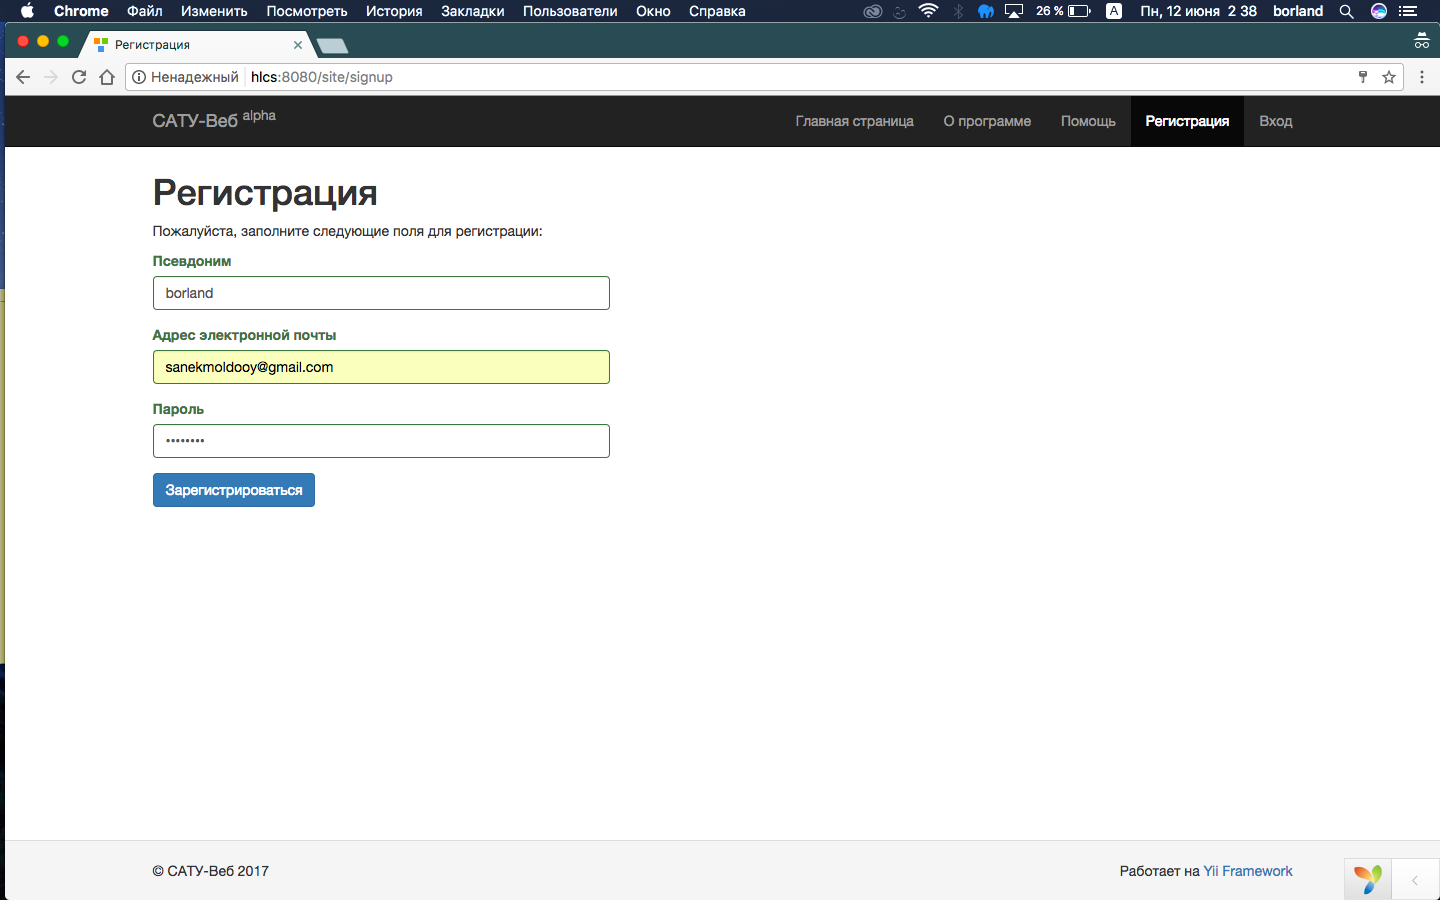 Chrome Файл Изменить Посмотреть История Закладки Пользователи Окно Справка 26 % A Пн, 12 июня 2 38 borland
Регистрация
Ненадежный hlcs:8080/site/signup
САТУ-Веб alpha Главная страница О программе Помощь Регистрация Вход
Регистрация
Пожалуйста, заполните следующие поля для регистрации:
Псевдоним
borland
Адрес электронной почты
sanekmoldooy@gmail.com
Пароль
••••••••
Зарегистрироваться
© САТУ-Веб 2017 Работает на Yii Framework